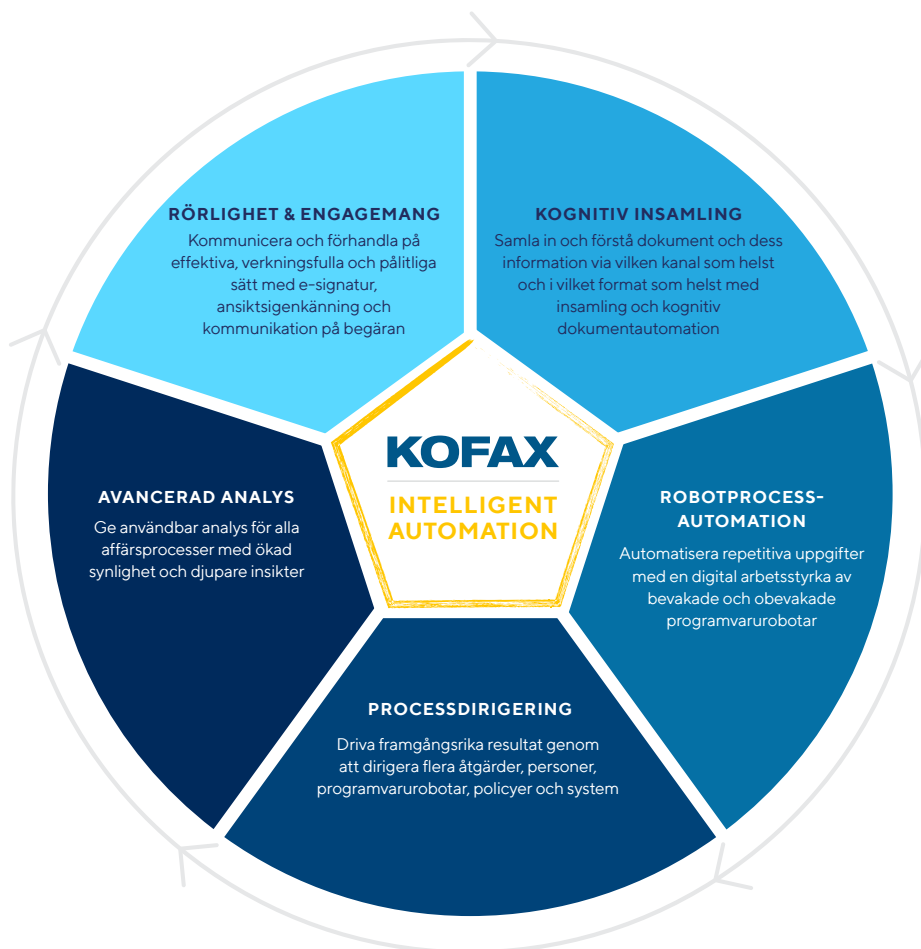 RÖRLIGHET & ENGAGEMANG
Kommunicera och förhandla på
effektiva, verkningsfulla och pålitliga
sätt med e-signatur,
ansiktsigenkänning och
kommunikation på begäran
KOGNITIV INSAMLING
Samla in och förstå dokument och dess
information via vilken kanal som helst
och i vilket format som helst med
insamling och kognitiv
dokumentautomation
KOFAX
INTELLIGENT
AUTOMATION
AVANCERAD ANALYS
Ge användbar analys för alla
affärsprocesser med ökad
synlighet och djupare insikter
ROBOTPROCESS-
AUTOMATION
Automatisera repetitiva uppgifter
med en digital arbetsstyrka av
bevakade och obevakade
programvarurobotar
PROCESSDIRIGERING
Driva framgångsrika resultat genom
att dirigera flera åtgärder, personer,
programvarurobotar, policyer och system